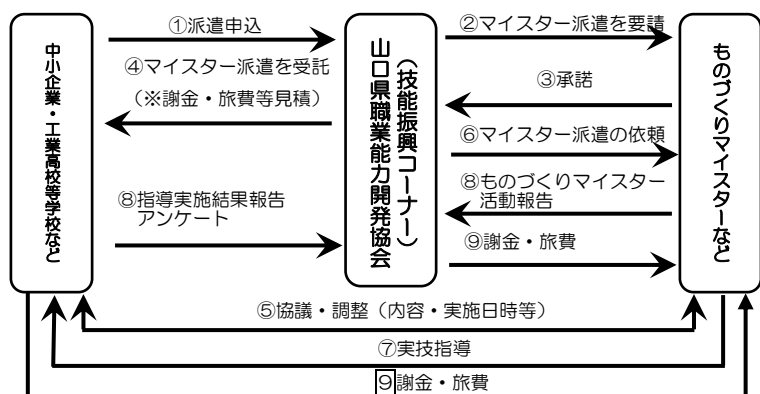 ①派遣申込
②マイスター派遣を要請
④マイスター派遣を受託
（※謝金・旅費等見積）
③承諾
⑥マイスター派遣の依頼
⑧指導実施結果報告
アンケート
⑧ものづくりマイスター
活動報告
⑨謝金・旅費
中小企業・工業高校等学校など
山口県職業能力開発協会
（技能振興コーナー）
ものづくりマイスターなど
⑤協議・調整（内容・実施日時等）
⑦実技指導
9謝金・旅費